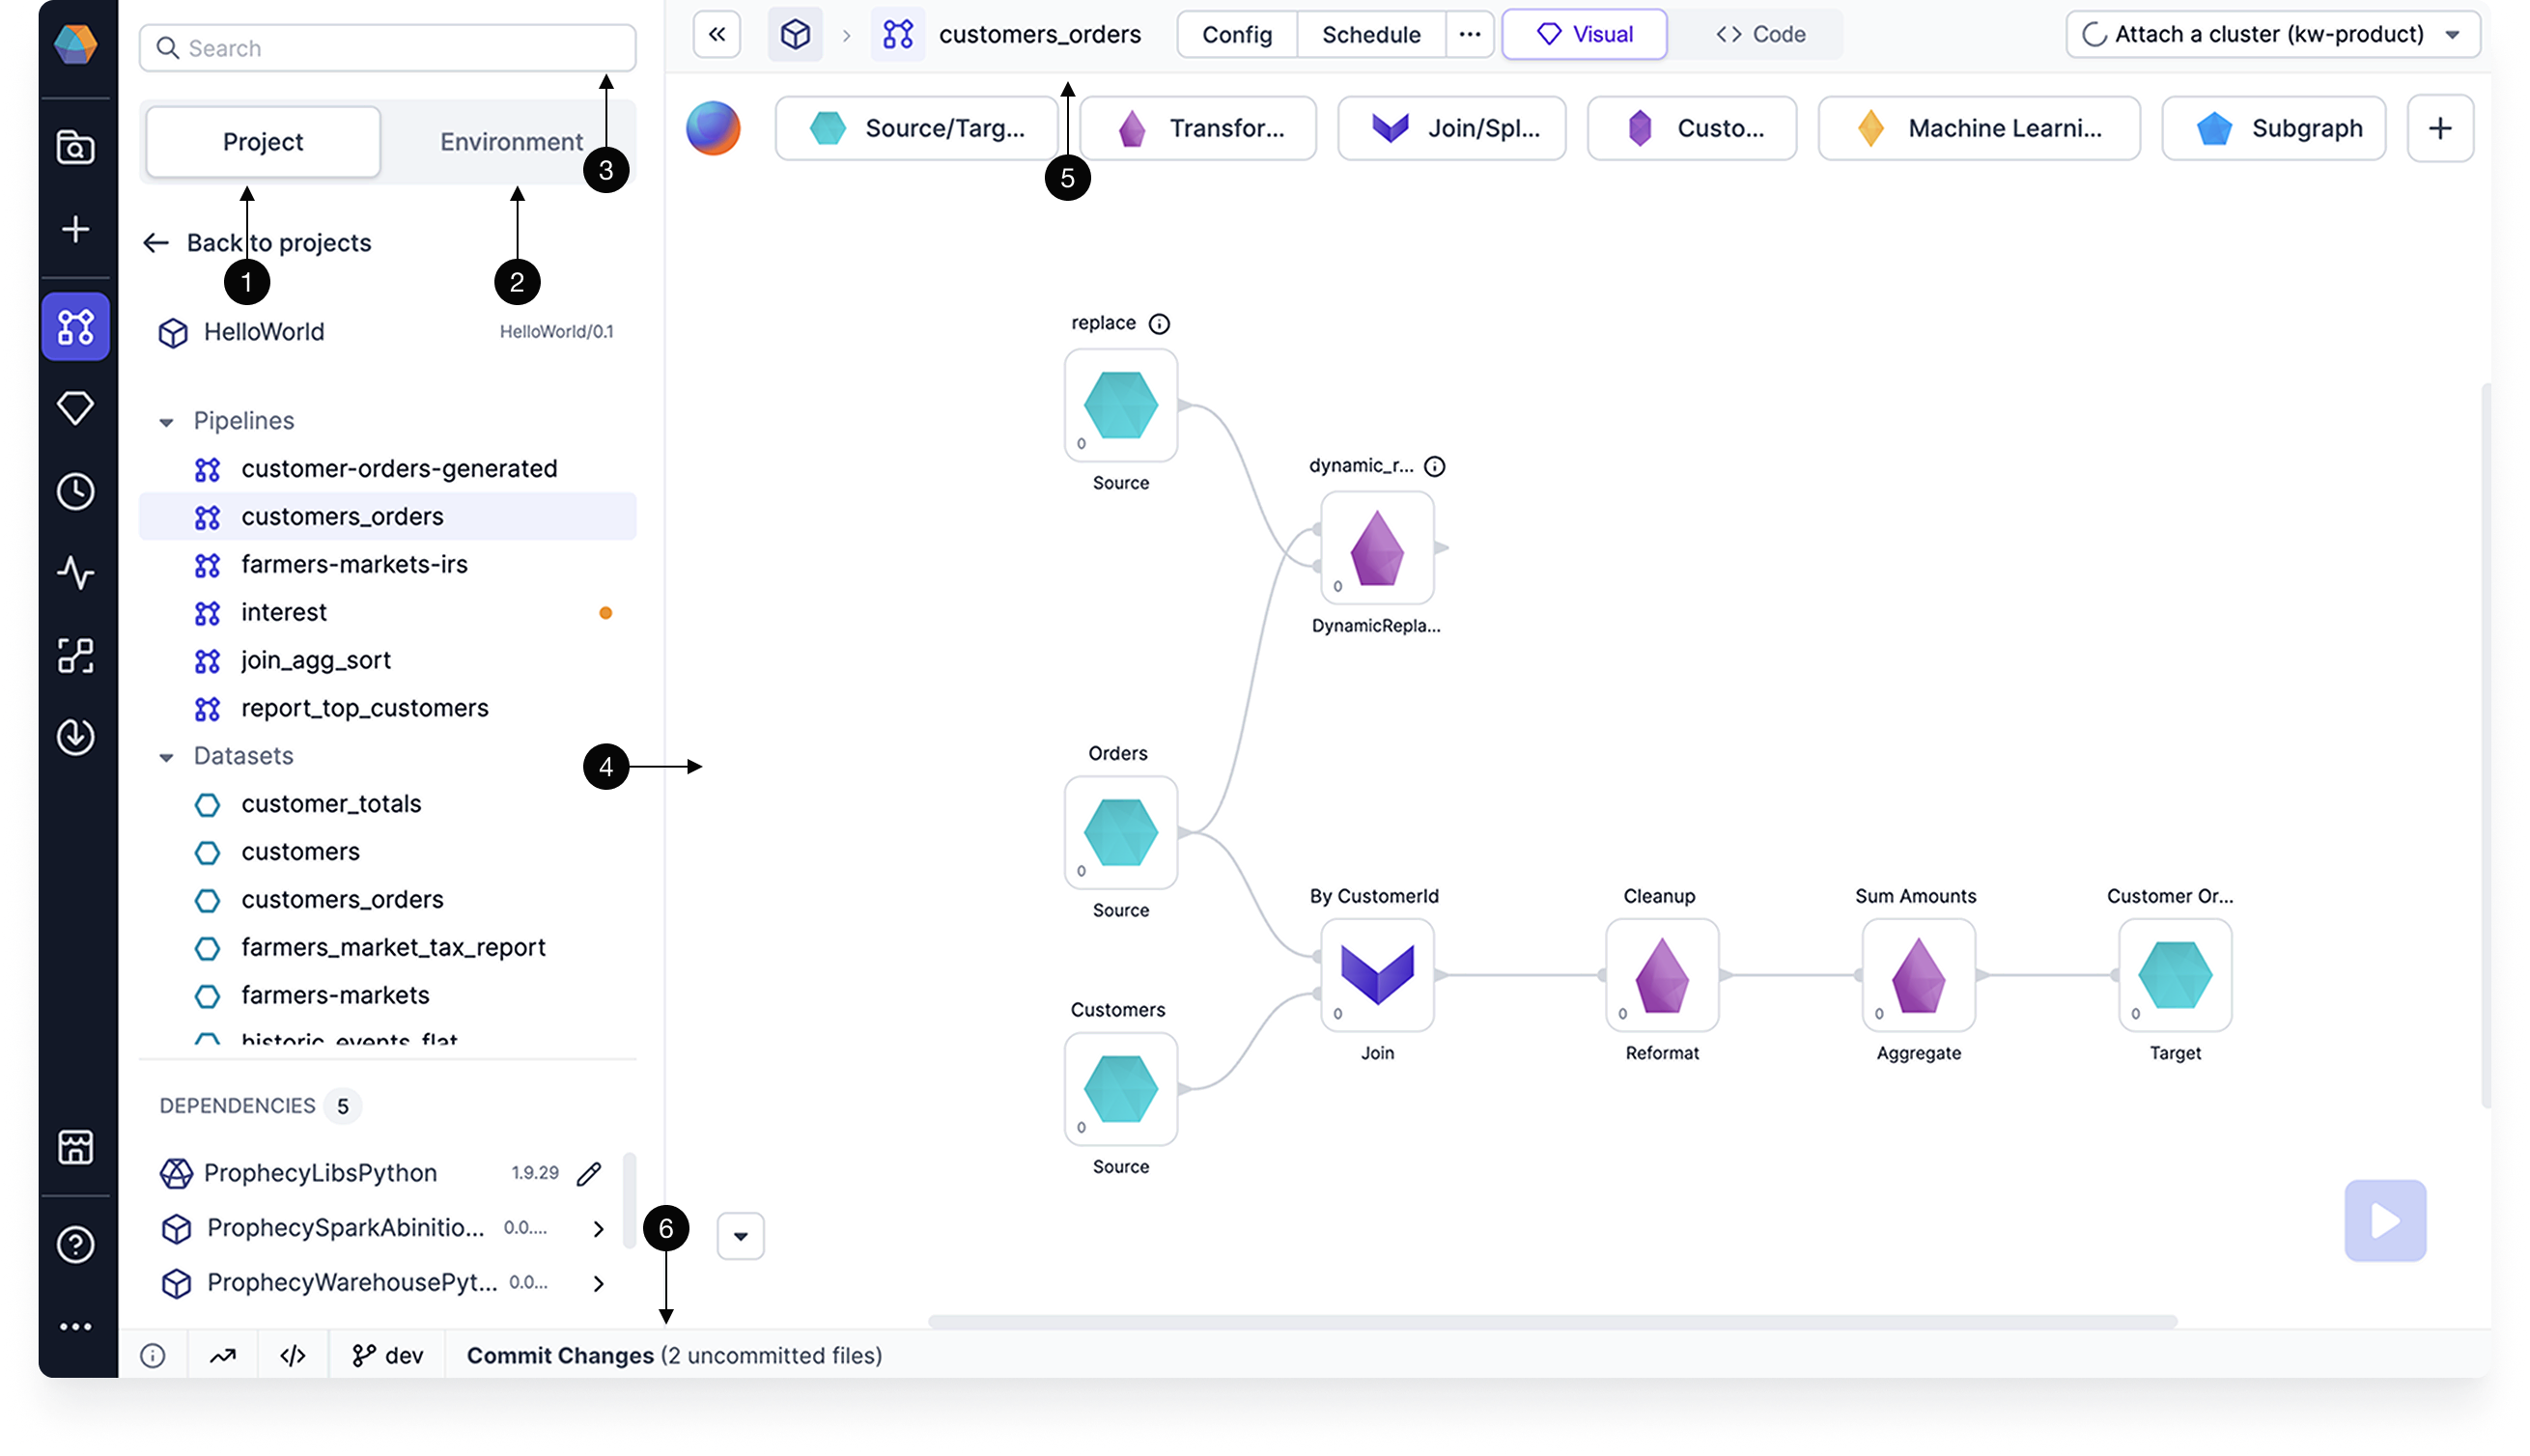 Search
Project
Environment
3
Back to projects
1
2
HelloWorld
HelloWorld/0.1
Pipelines
customer-orders-generated
customers_orders
farmers-markets-irs
interest
join_agg_sort
report_top_customers
Datasets
customer_totals
customers
customers_orders
farmers_market_tax_report
farmers-markets
historic_events_flat
DEPENDENCIES 5
ProphecyLibsPython 1.9.29
ProphecySparkAbinitio... 0.0....
ProphecyWarehousePyt... 0.0...
4
6
customers_orders
Config
Schedule
Visual
Code
Attach a cluster (kw-product)
Source/Targ...
Transfor...
Join/Spl...
Custo...
Machine Learni...
Subgraph
5
replace
0
Source
dynamic_r...
0
DynamicRepla...
Orders
0
Source
By CustomerId
0
Join
Cleanup
0
Reformat
Sum Amounts
0
Aggregate
Customer Or...
0
Target
Customers
0
Source
dev
Commit Changes (2 uncommitted files)